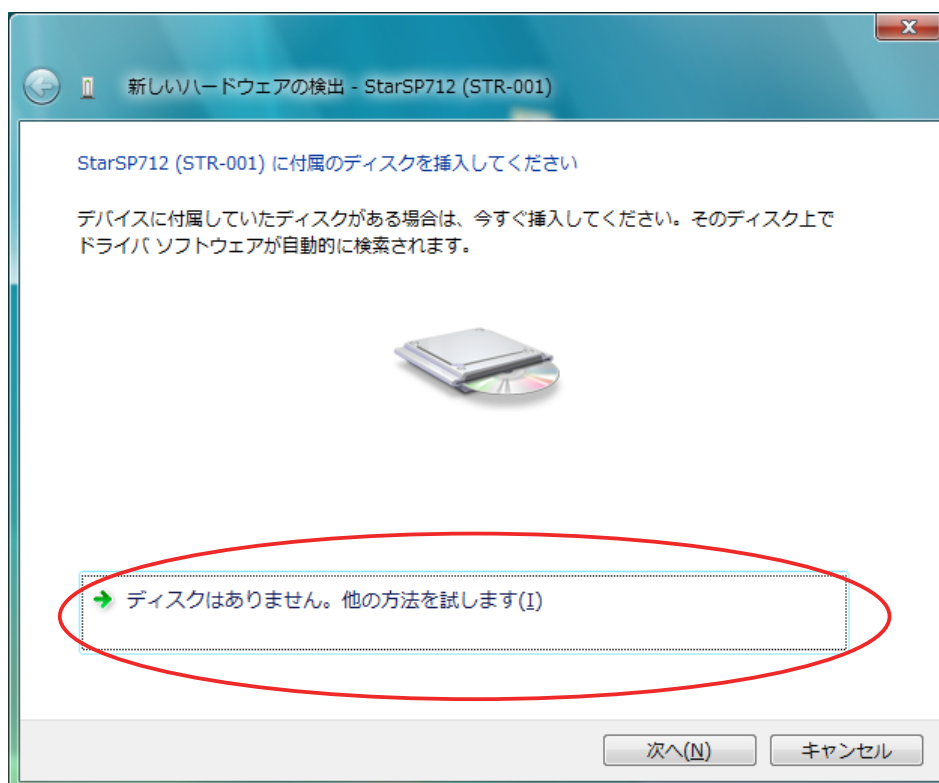 新しいハードウェアの検出 - StarSP712 (STR-001)
StarSP712 (STR-001) に付属のディスクを挿入してください
デバイスに付属していたディスクがある場合は、今すぐ挿入してください。そのディスク上で
ドライバ ソフトウェアが自動的に検索されます。
ディスクはありません。他の方法を試します(I)
次へ(N)
キャンセル